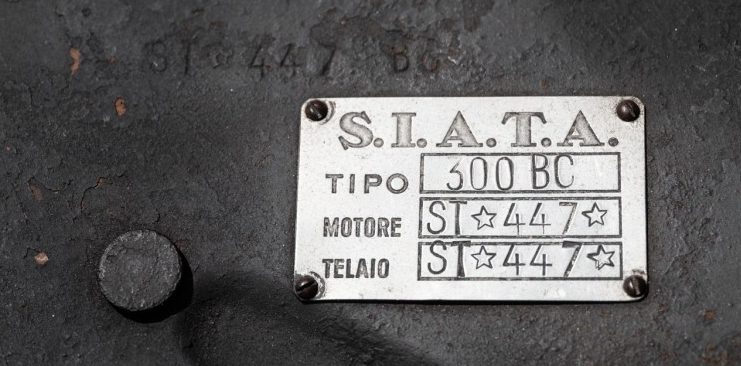 ST☆447 BC
S.I.A.T.A.
TIPO 300 BC
MOTORE ST☆447☆
TELAIO ST☆447☆